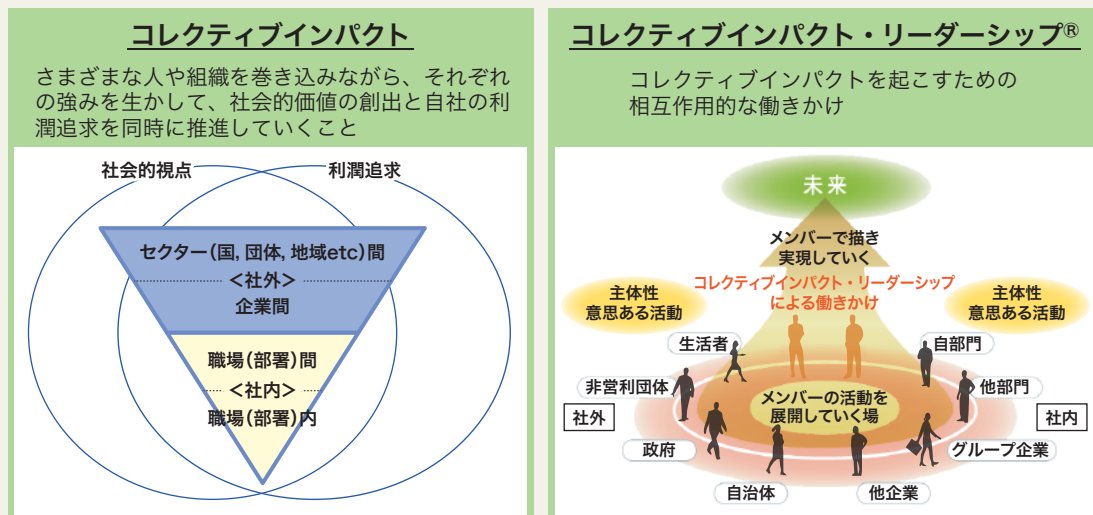 コレクティブインパクト
さまざまな人や組織を巻き込みながら、それぞれ
の強みを生かして、社会的価値の創出と自社の利
潤追求を同時に推進していくこと
社会的視点
利潤追求
セクター（国, 団体, 地域etc）間
＜社外＞
企業間
職場（部署）間
＜社内＞
職場（部署）内
コレクティブインパクト・リーダーシップ®
コレクティブインパクトを起こすための
相互作用的な働きかけ
未来
メンバーで描き
実現していく
コレクティブインパクト・リーダーシップ
による働きかけ
主体性
意思ある活動
主体性
意思ある活動
生活者
自部門
非営利団体
他部門
メンバーの活動を
展開していく場
社外
社内
政府
グループ企業
自治体
他企業